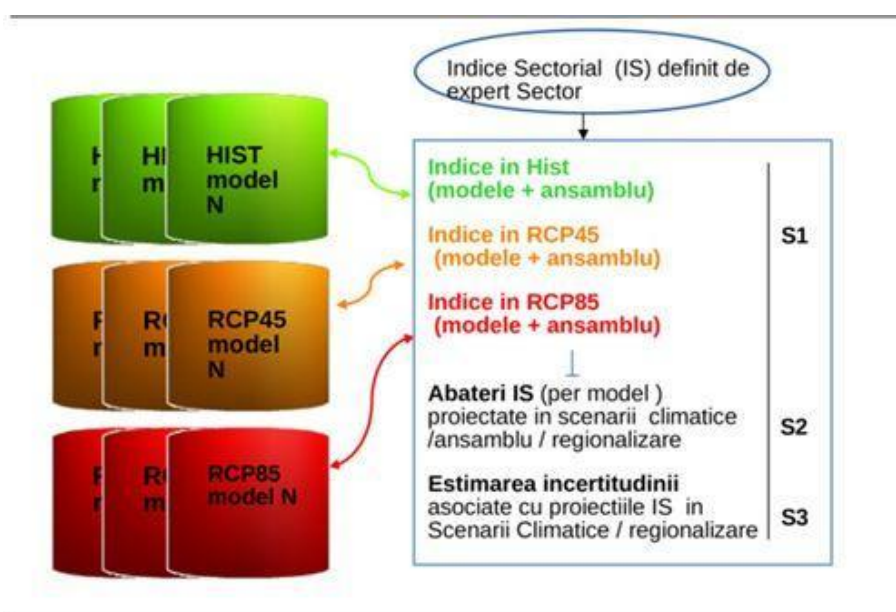 Indice Sectorial (IS) definit de
expert Sector
HI
m
HIST
model
N
Indice in Hist
(modele + ansamblu)
S1
Indice in RCP45
(modele + ansamblu)
RCP45
model
N
Indice in RCP85
(modele + ansamblu)
Abateri IS (per model )
proiectate in scenarii climatice
/ansamblu / regionalizare
S2
RCP85
model N
Estimarea incertitudinii
asociate cu proiectiile IS in
Scenarii Climatice / regionalizare
S3